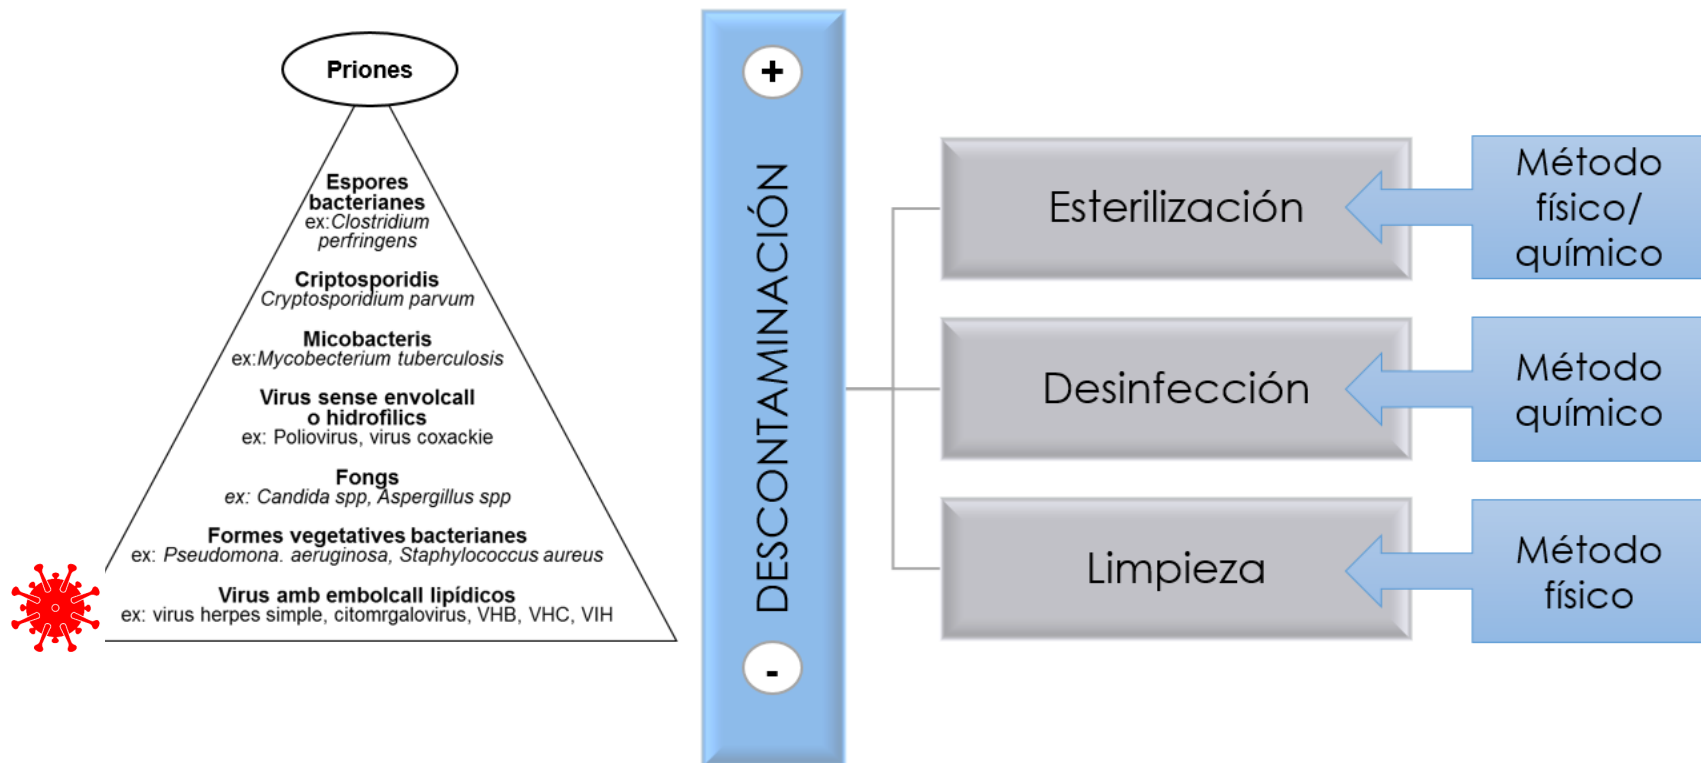 Priones
Espores
bacterianes
ex:Clostridium
perfringens
Criptosporidis
Cryptosporidium parvum
Micobacteris
ex:Mycobecterium tuberculosis
Virus sense envolcall
o hidrofílics
ex: Poliovirus, virus coxackie
Fongs
ex: Candida spp, Aspergillus spp
Formes vegetatives bacterianes
ex: Pseudomona. aeruginosa, Staphylococcus aureus
Virus amb embolcall lipídicos
ex: virus herpes simple, citomrgalovirus, VHB, VHC, VIH
+
DESCONTAMINACIÓN
-
Esterilización
Método
físico/
químico
Desinfección
Método
químico
Limpieza
Método
físico